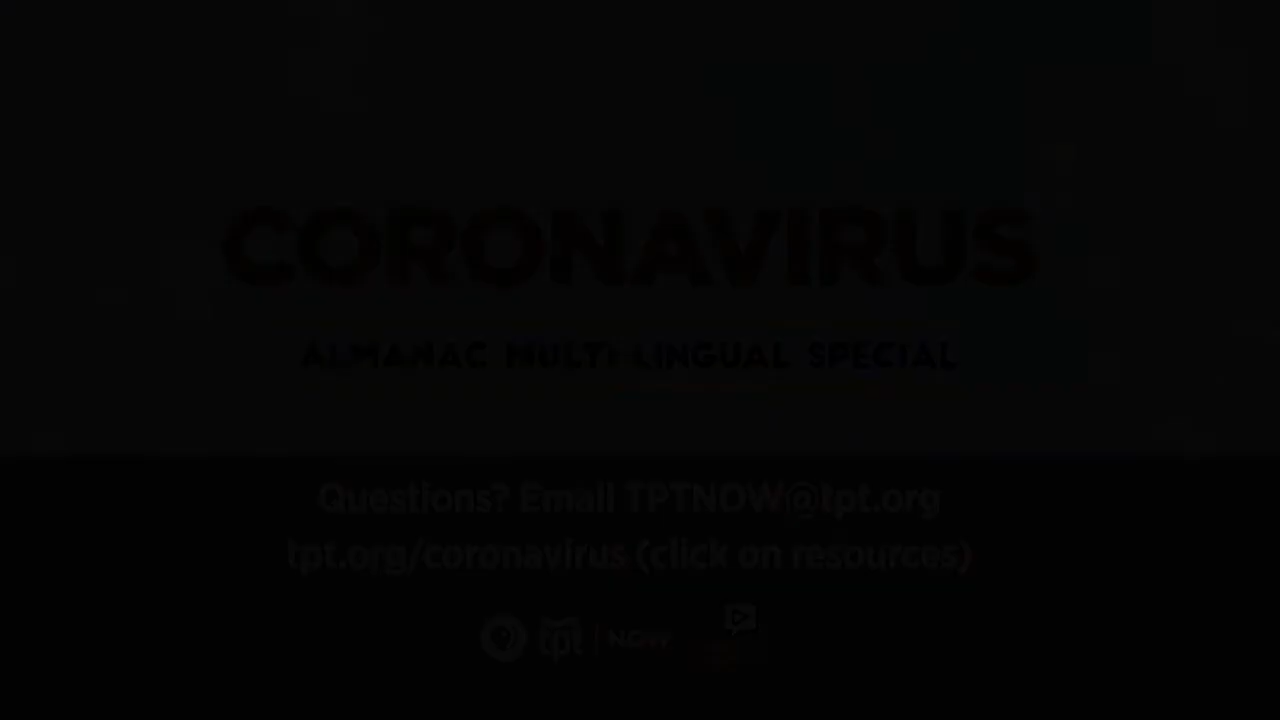 CORONAVIRUS
ALMANAC MULTI-LINGUAL SPECIAL
Questions? Email TPTNOW@tpt.org
tpt.org/coronavirus (click on resources)
tpt | NOW